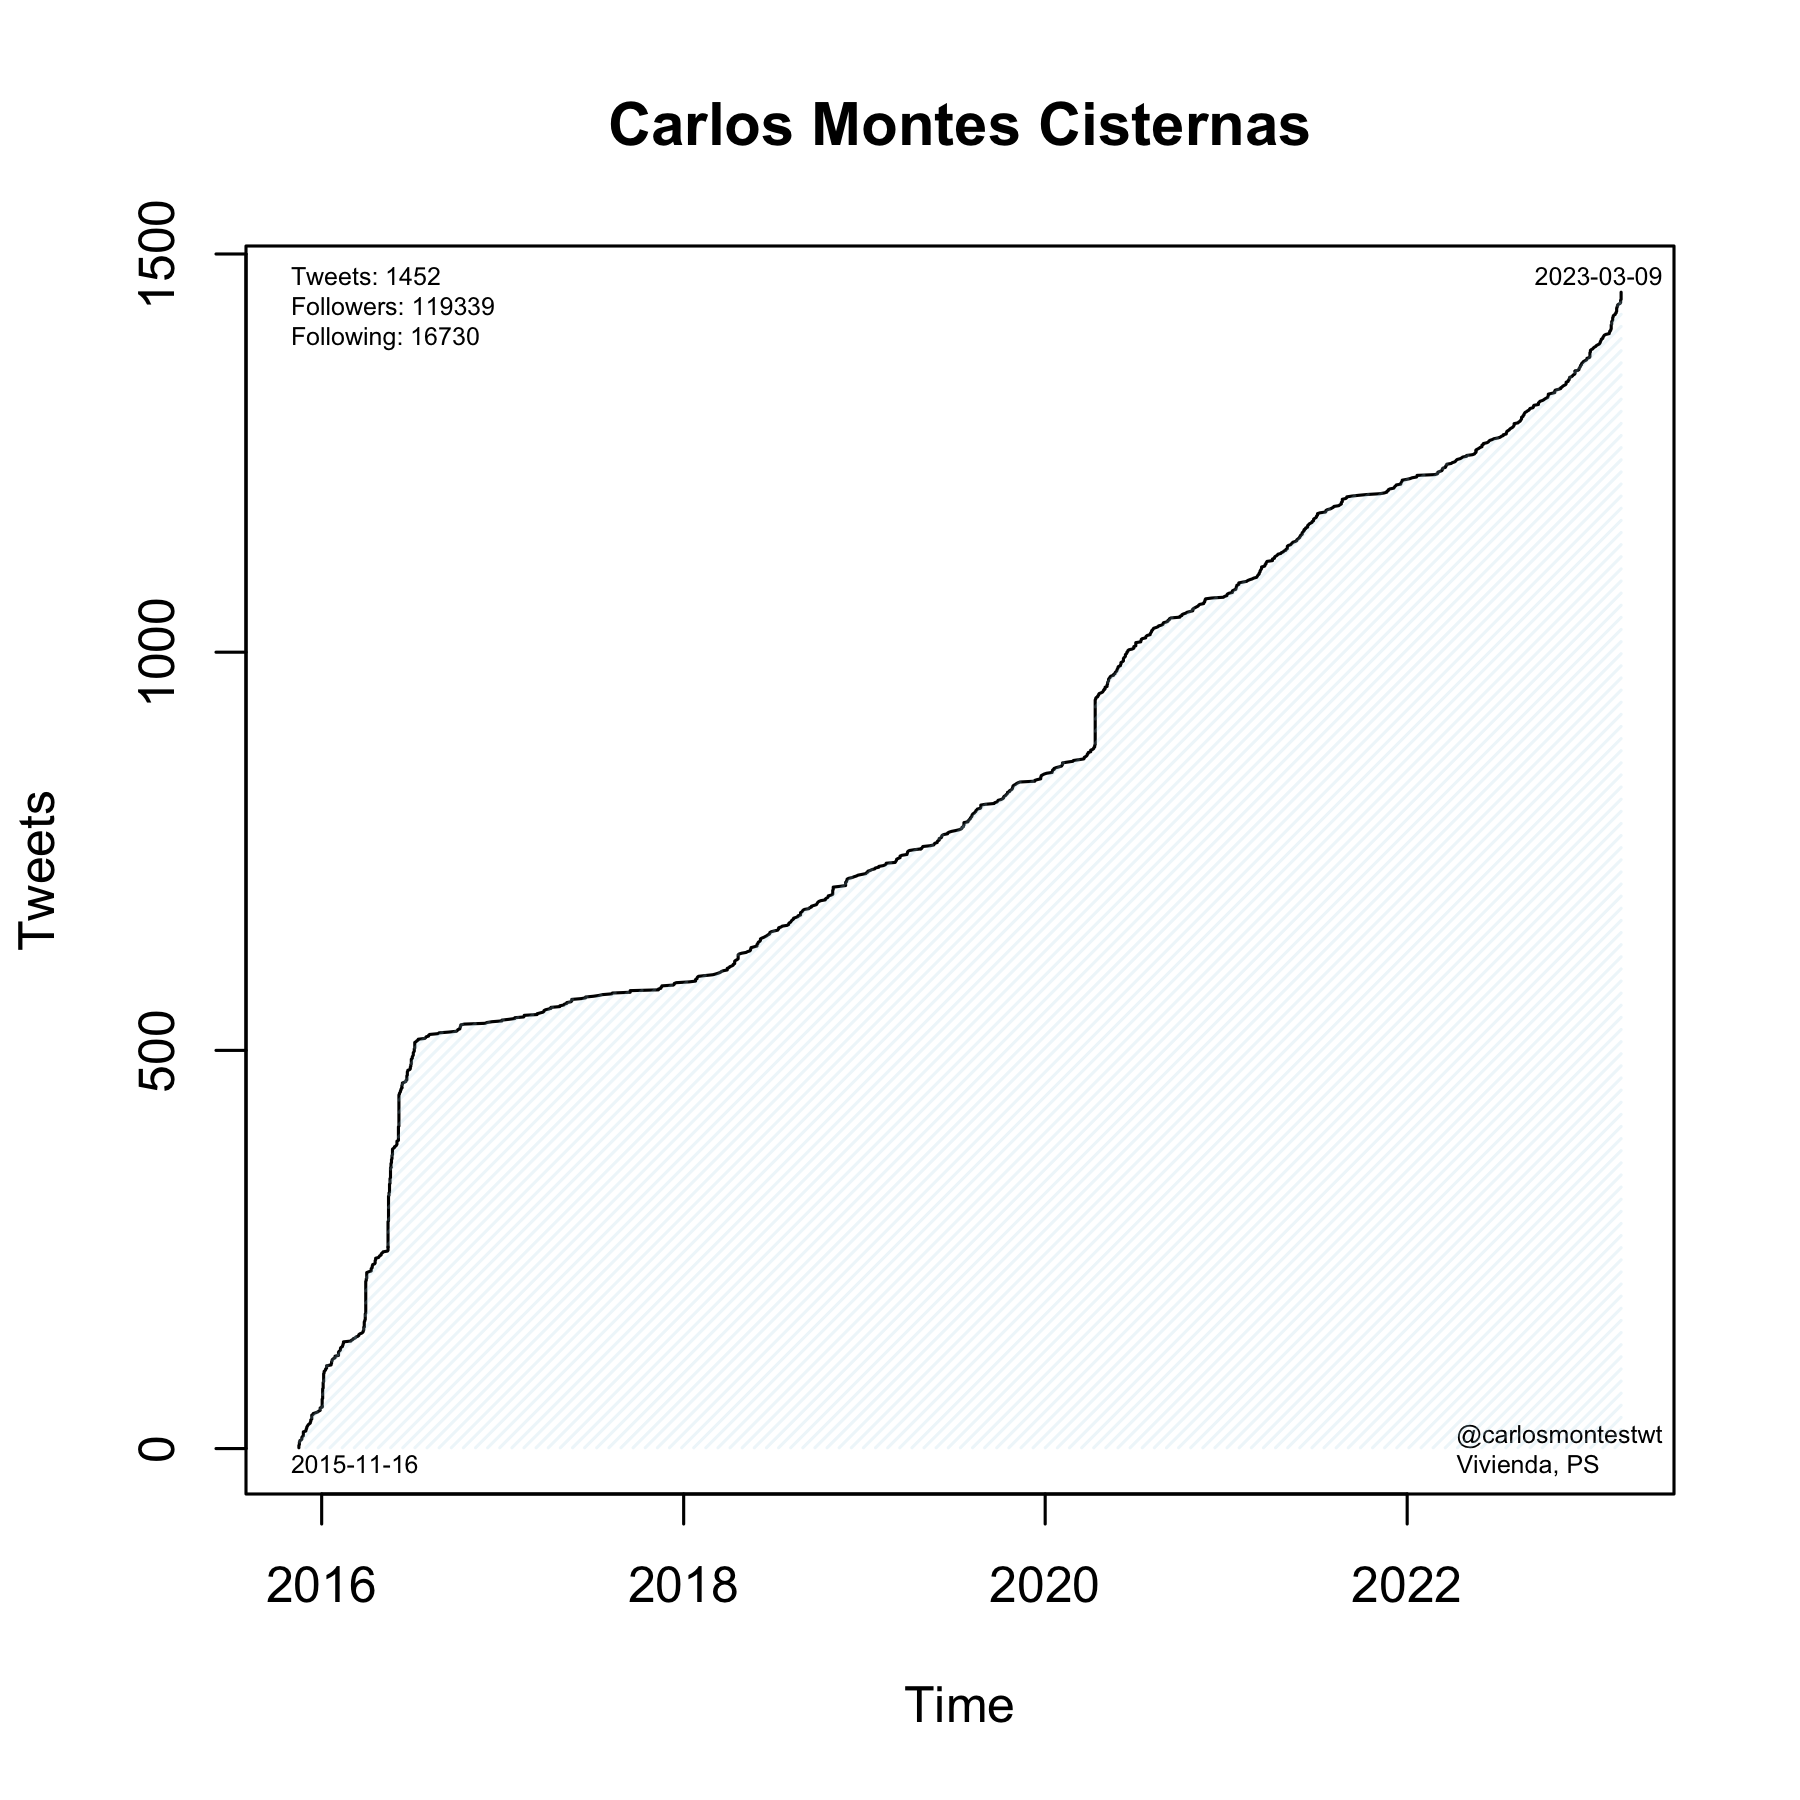 Carlos Montes Cisternas
Tweets: 1452
Followers: 119339
Following: 16730
2023-03-09
1500
1000
500
0
Tweets
@carlosmontestwt
Vivienda, PS
2015-11-16
2016
2018
2020
2022
Time